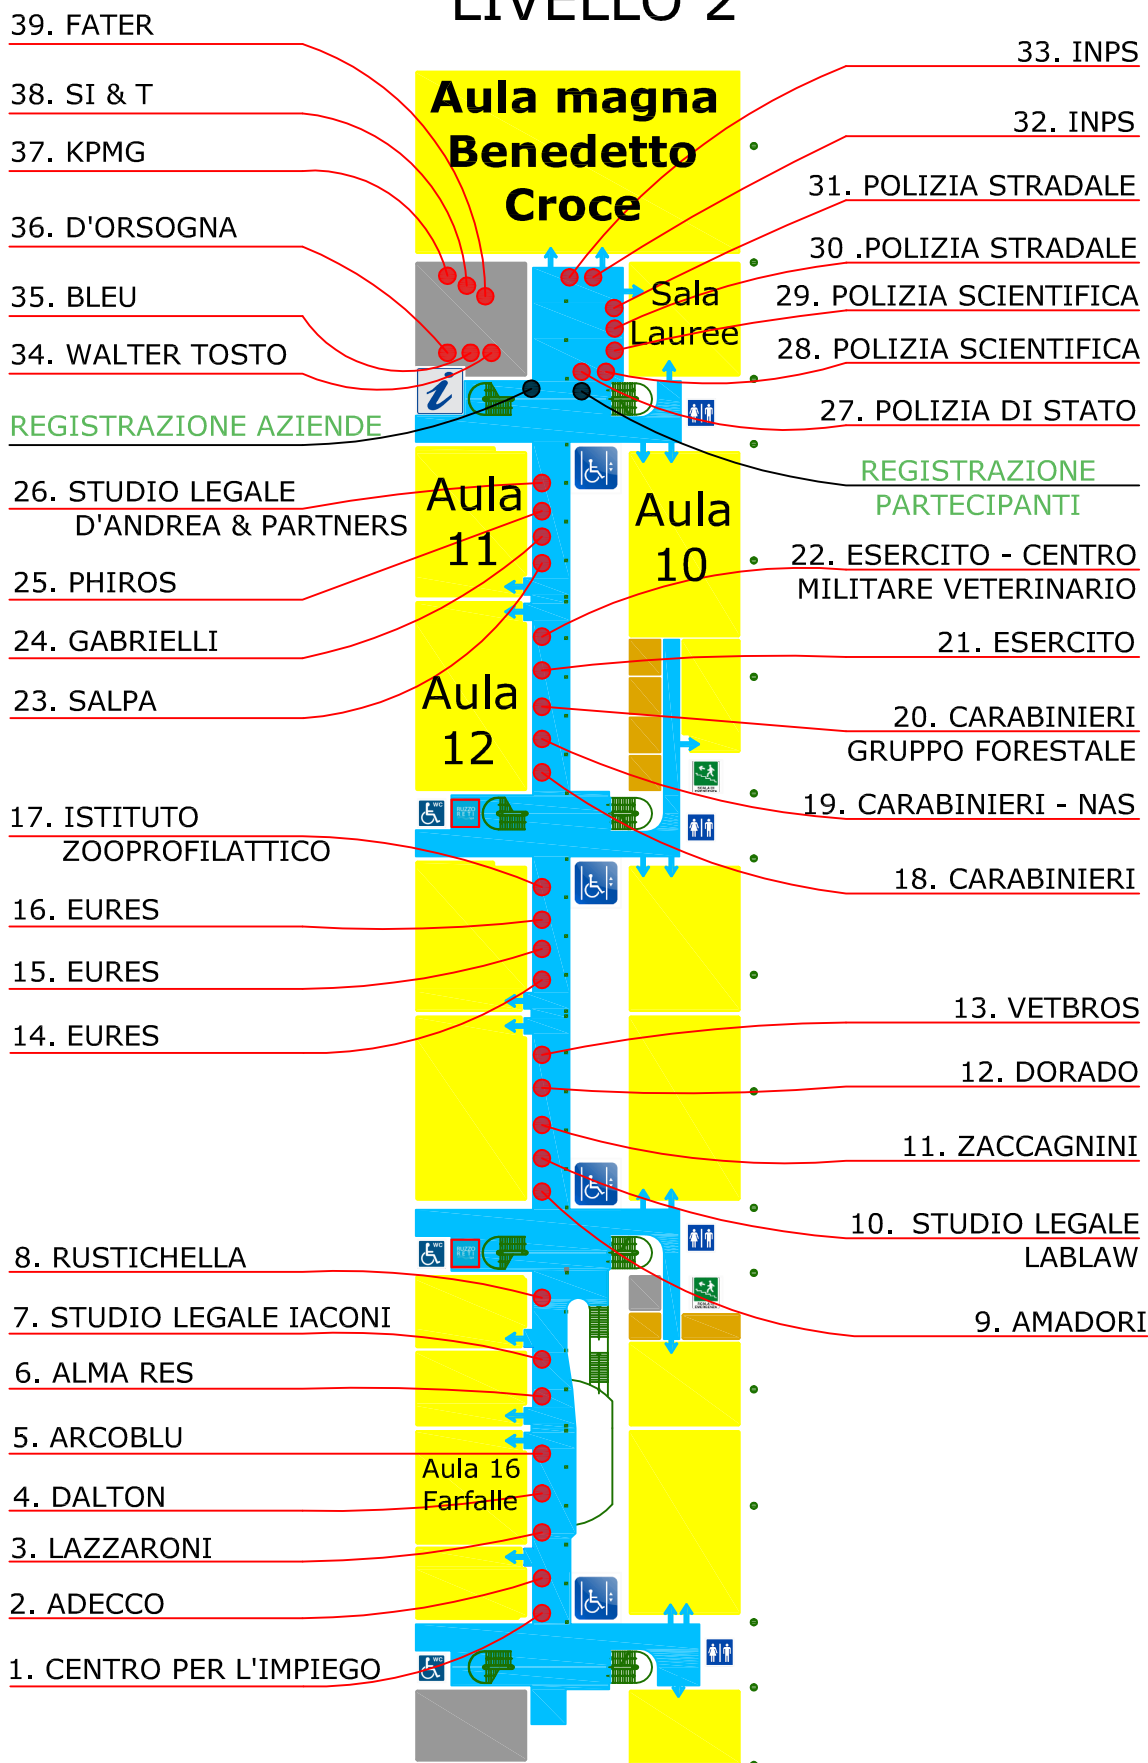 LIVELLO 2
39. FATER
38. SI & T
37. KPMG
36. D'ORSOGNA
35. BLEU
34. WALTER TOSTO
REGISTRAZIONE AZIENDE
26. STUDIO LEGALE
D'ANDREA & PARTNERS
25. PHIROS
24. GABRIELLI
23. SALPA
17. ISTITUTO
ZOOPROFILATTICO
16. EURES
15. EURES
14. EURES
8. RUSTICHELLA
7. STUDIO LEGALE IACONI
6. ALMA RES
5. ARCOBLU
4. DALTON
3. LAZZARONI
2. ADECCO
1. CENTRO PER L'IMPIEGO
Aula magna
Benedetto
Croce
Sala
Lauree
i
Aula
11
Aula
10
Aula
12
WC
WC
Aula 16
Farfalle
WC
33. INPS
32. INPS
31. POLIZIA STRADALE
30 .POLIZIA STRADALE
29. POLIZIA SCIENTIFICA
28. POLIZIA SCIENTIFICA
27. POLIZIA DI STATO
REGISTRAZIONE
PARTECIPANTI
22. ESERCITO - CENTRO
MILITARE VETERINARIO
21. ESERCITO
20. CARABINIERI
GRUPPO FORESTALE
19. CARABINIERI - NAS
18. CARABINIERI
13. VETBROS
12. DORADO
11. ZACCAGNINI
10. STUDIO LEGALE
LABLAW
9. AMADORI